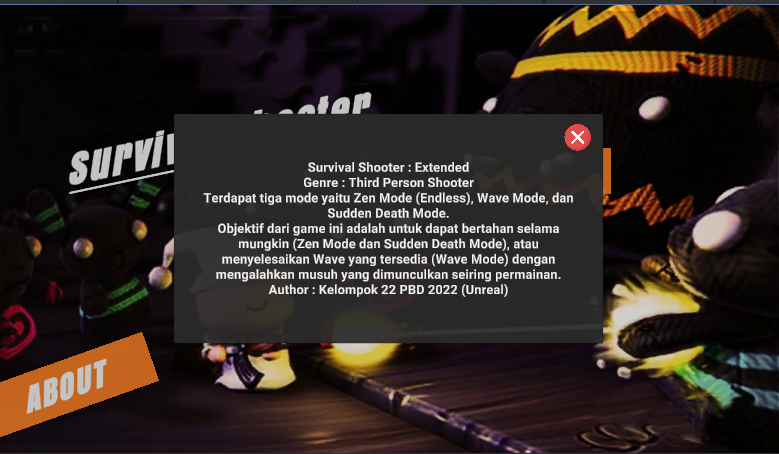 Survival Shooter : Extended
Genre : Third Person Shooter
Terdapat tiga mode yaitu Zen Mode (Endless), Wave Mode, dan
Sudden Death Mode.
Objektif dari game ini adalah untuk dapat bertahan selama
mungkin (Zen Mode dan Sudden Death Mode), atau
menyelesaikan Wave yang tersedia (Wave Mode) dengan
mengalahkan musuh yang dimunculkan seiring permainan.
Author : Kelompok 22 PBD 2022 (Unreal)
ABOUT